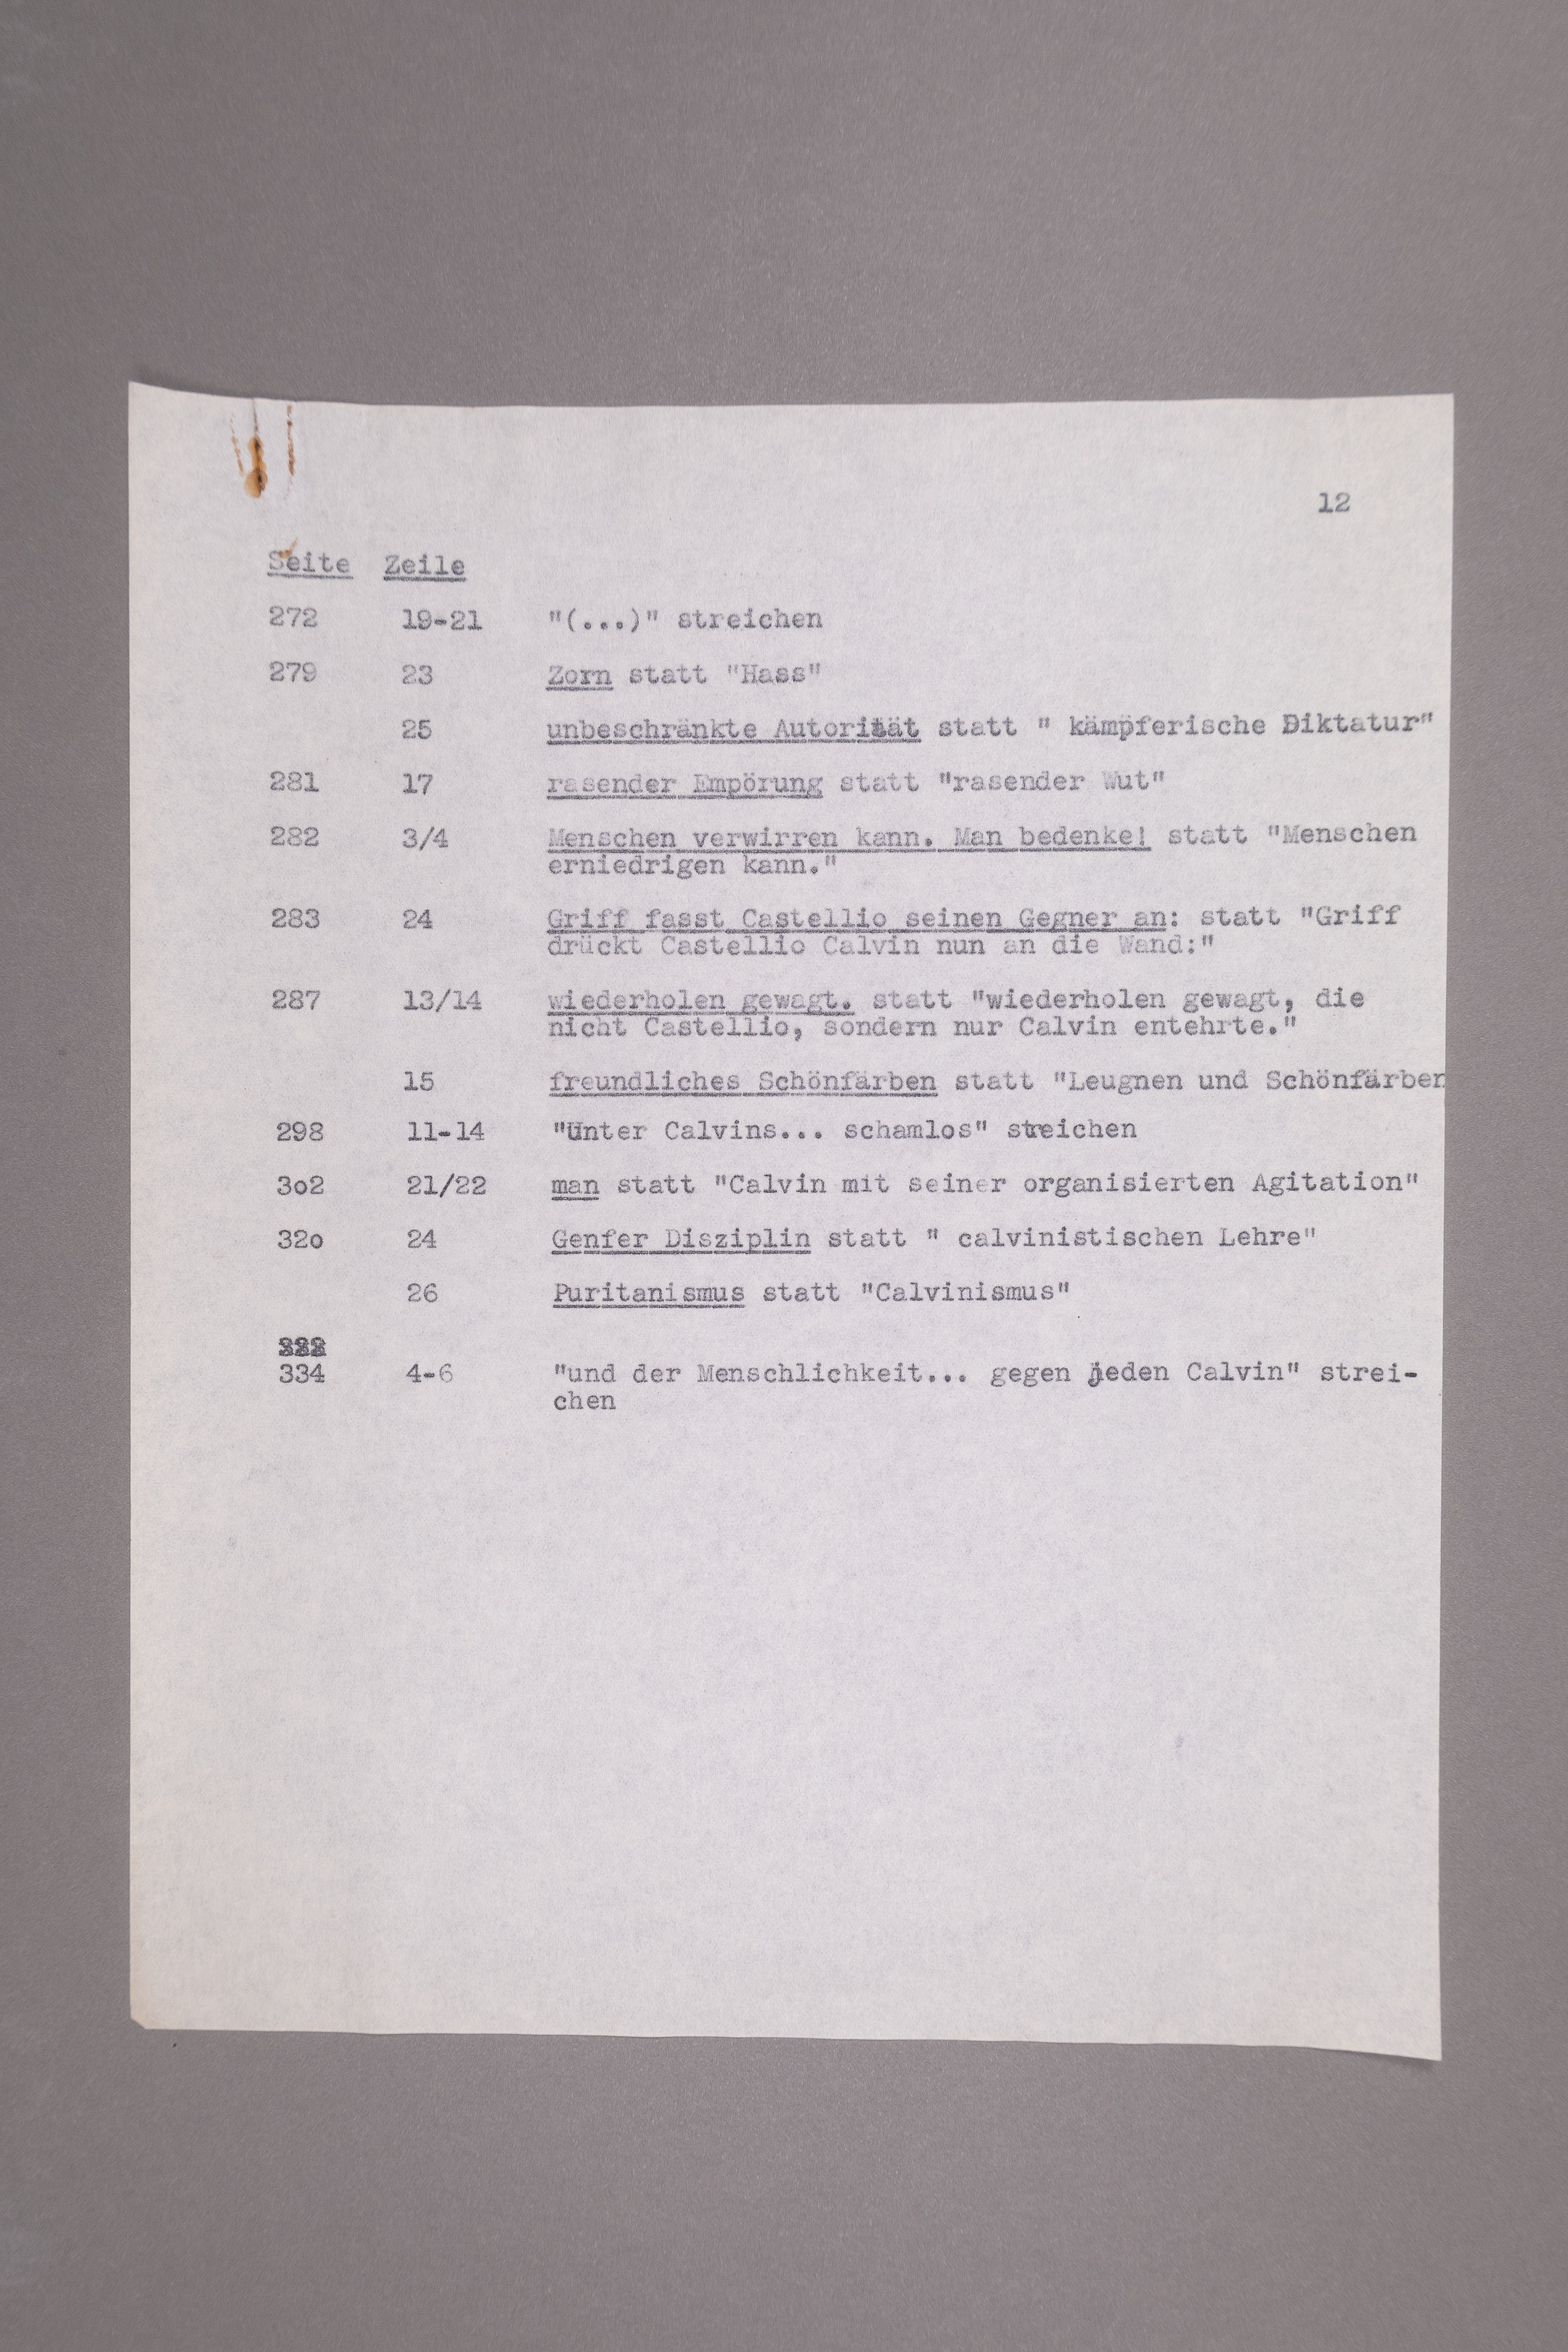 12
Seite Zeile
272 19-21 "(...)" streichen
279 23 Zorn statt "Hass"
25 unbeschränkte Autorität statt " kämpferische Diktatur"
281 17 rasender Empörung statt "rasender Wut"
282 3/4 Menschen verwirren kann. Man bedenke! statt "Menschen
erniedrigen kann."
283 24 Griff fasst Castellio seinen Gegner an: statt "Griff
drückt Castellio Calvin nun an die Wand:"
287 13/14 wiederholen gewagt. statt "wiederholen gewagt, die
nicht Castellio, sondern nur Calvin entehrte."
15 freundliches Schönfärben statt "Leugnen und Schönfärben
298 11-14 "Unter Calvins... schamlos" streichen
3o2 21/22 man statt "Calvin mit seiner organisierten Agitation"
32o 24 Genfer Disziplin statt " calvinistischen Lehre"
26 Puritanismus statt "Calvinismus"
334 4-6 "und der Menschlichkeit... gegen jeden Calvin" strei-
chen